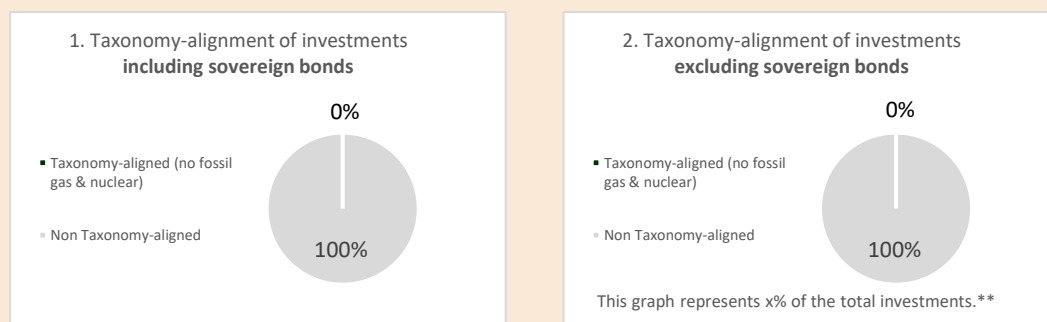 1. Taxonomy-alignment of investments
including sovereign bonds
0%
Taxonomy-aligned (no fossil
gas & nuclear)
Non Taxonomy-aligned
100%
2. Taxonomy-alignment of investments
excluding sovereign bonds
0%
Taxonomy-aligned (no fossil
gas & nuclear)
Non Taxonomy-aligned
100%
This graph represents x% of the total investments.**